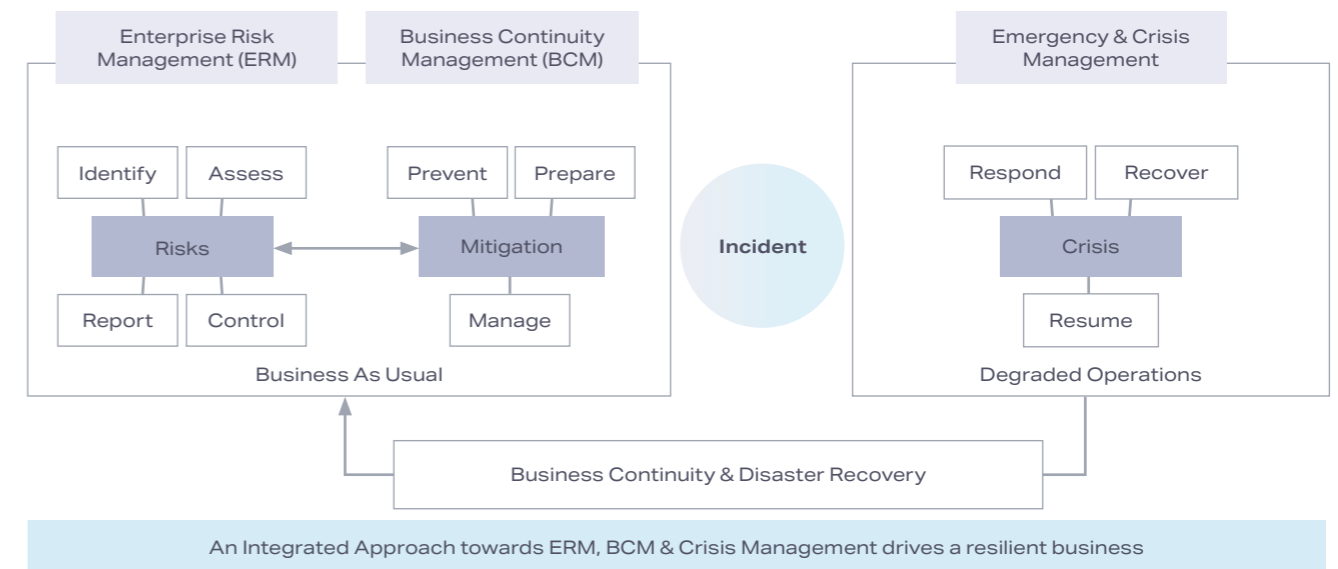 Enterprise Risk
Management (ERM)
Business Continuity
Management (BCM)
Emergency & Crisis
Management
Identify
Assess
Risks
Report
Control
Prevent
Prepare
Mitigation
Manage
Business As Usual
Incident
Respond
Recover
Crisis
Resume
Degraded Operations
Business Continuity & Disaster Recovery
An Integrated Approach towards ERM, BCM & Crisis Management drives a resilient business